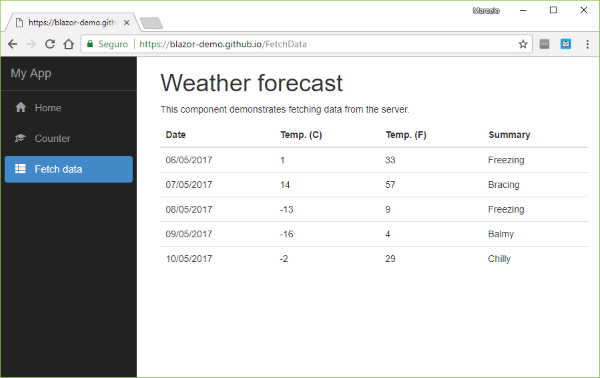 Marcelo
https://blazor-demo.githu
Seguro https://blazor-demo.github.io/FetchData
My App
Home
Counter
Fetch data
Weather forecast
This component demonstrates fetching data from the server.
Date Temp. (C) Temp. (F) Summary
06/05/2017 1 33 Freezing
07/05/2017 14 57 Bracing
08/05/2017 -13 9 Freezing
09/05/2017 -16 4 Balmy
10/05/2017 -2 29 Chilly